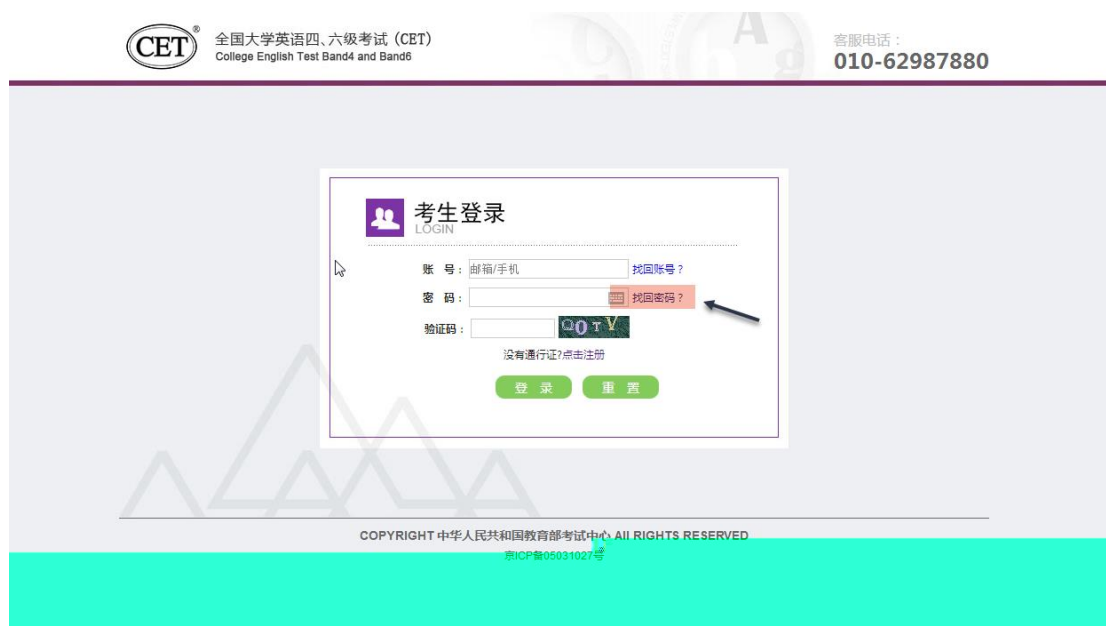 CET®
全国大学英语四、六级考试（CET）
College English Test Band4 and Band6
客服电话：
010-62987880
考生登录
LOGIN
账 号： 邮箱/手机 找回账号？
密 码： 找回密码？
验证码： QOTV
没有通行证?点击注册
登 录 重 置
COPYRIGHT 中华人民共和国教育部考试中心 All RIGHTS RESERVED
京ICP备05031027号